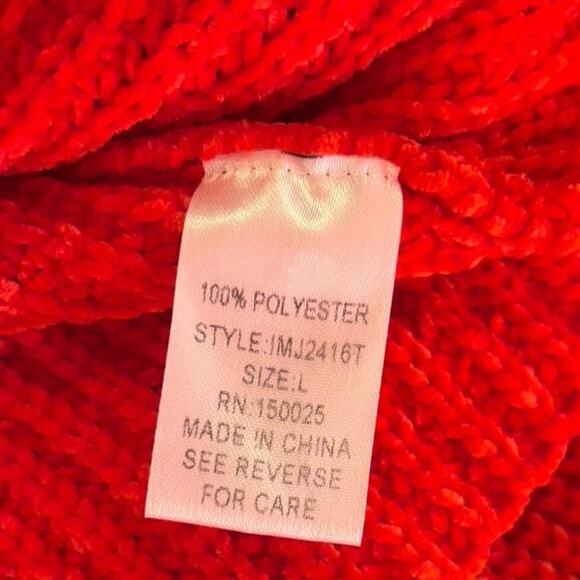 100% POLYESTER
STYLE:IMJ2416T
SIZE:L
RN:150025
MADE IN CHINA
SEE REVERSE
FOR CARE